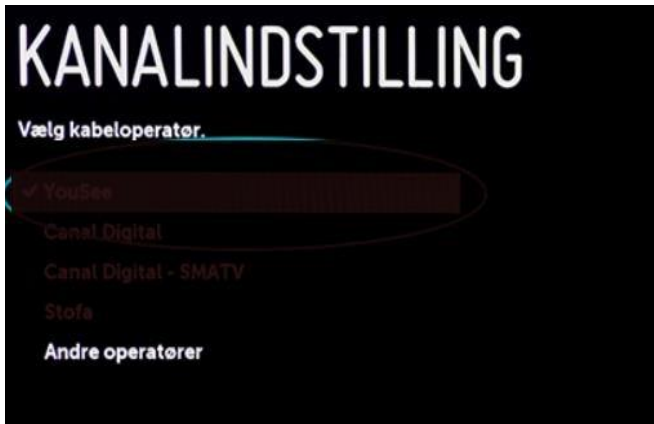 KANALINDSTILLING
Vælg kabeloperatør.
YouSee
Canal Digital
Canal Digital - SMATV
Stofa
Andre operatører